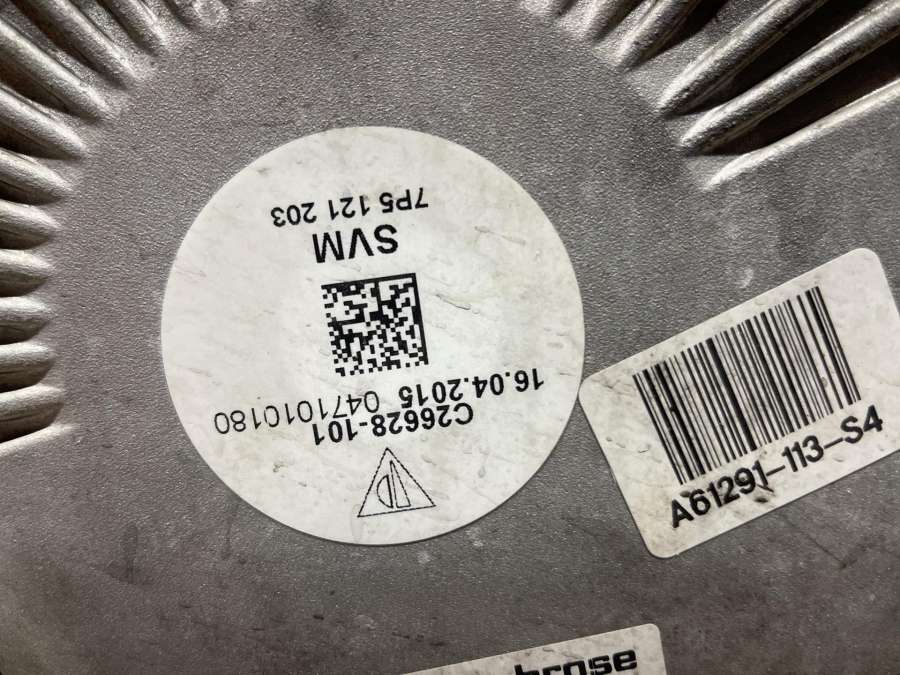 C26628-101
16.04.2015 0471010180
SVM
7P5 121 203
A61291-113-S4
brose